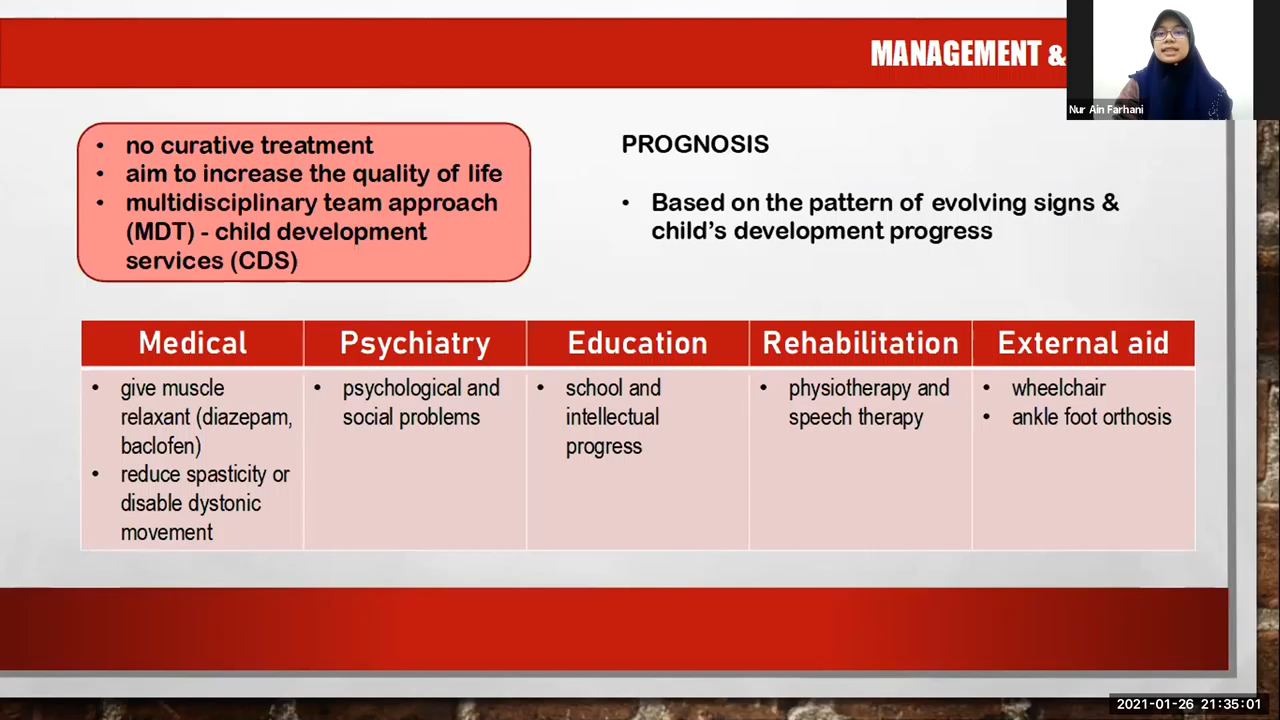 MANAGEMENT &
Nur Ain Farhani
• no curative treatment
• aim to increase the quality of life
• multidisciplinary team approach
(MDT) - child development
services (CDS)
PROGNOSIS
• Based on the pattern of evolving signs &
child's development progress
Medical
• give muscle
relaxant (diazepam,
baclofen)
• reduce spasticity or
disable dystonic
movement
Psychiatry
• psychological and
social problems
Education
• school and
intellectual
progress
Rehabilitation
• physiotherapy and
speech therapy
External aid
• wheelchair
• ankle foot orthosis
2021-01-26 21:35:01